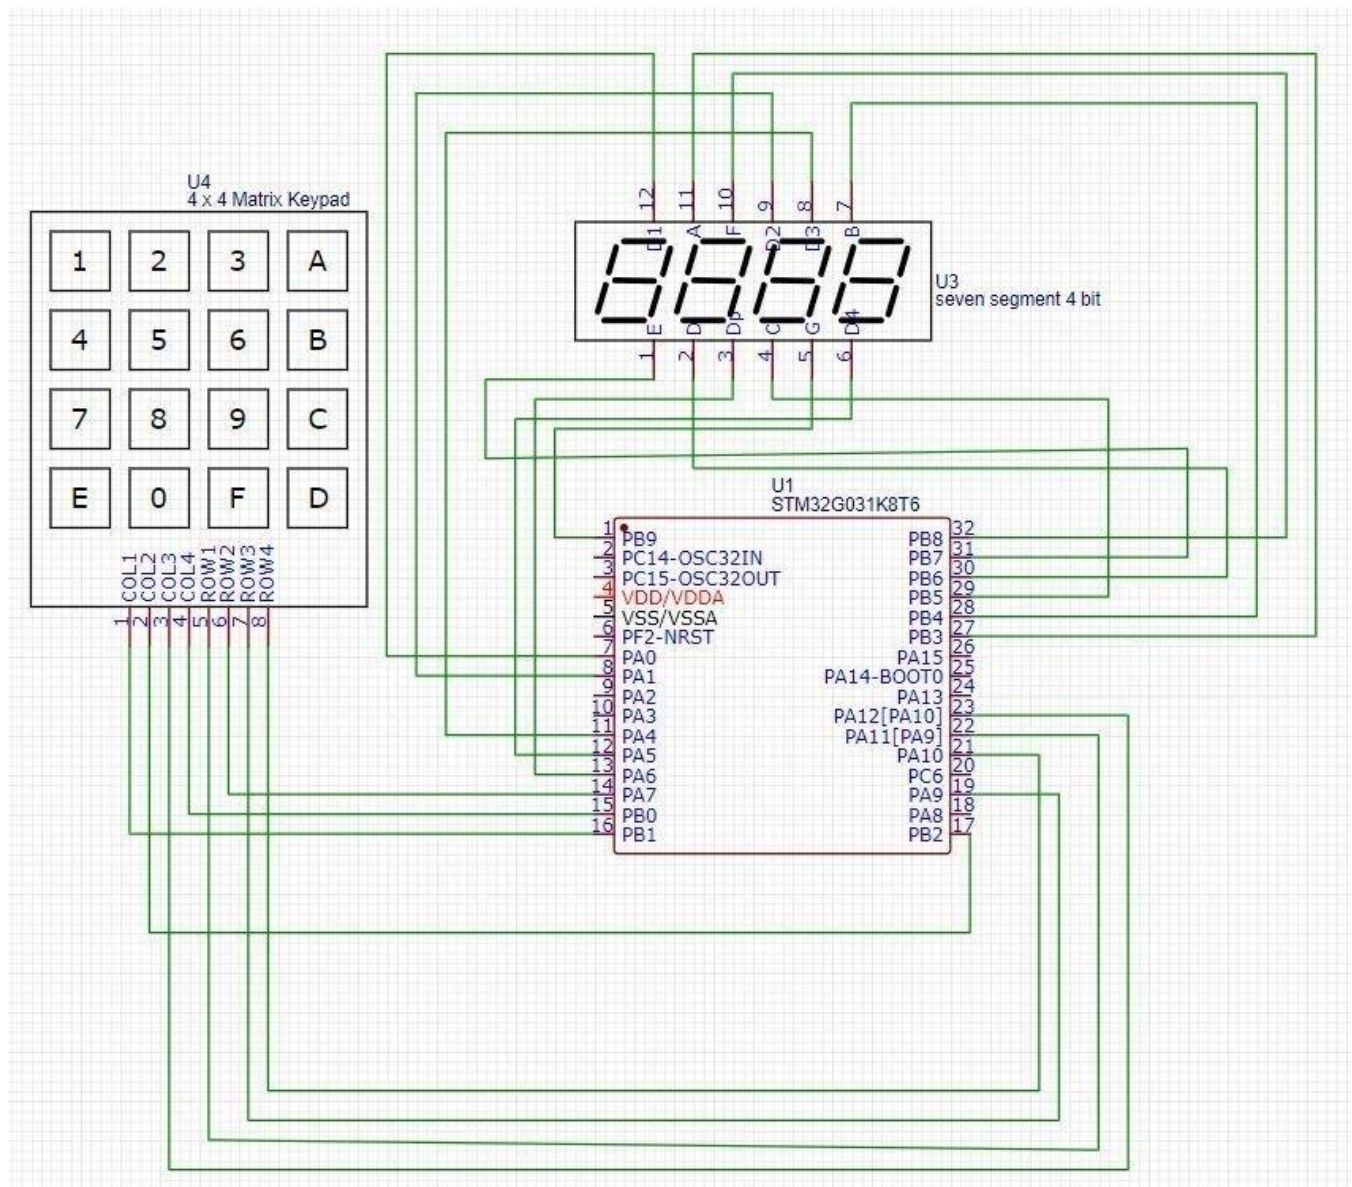 U4
4 x 4 Matrix Keypad
1 2 3 A
4 5 6 B
7 8 9 C
E 0 F D
COL1 COL2 COL3 COL4 ROW1 ROW2 ROW3 ROW4
1 2 3 4 5 6 7 8
12 11 10 9 8 7
D1 A F D2 D3 B
E D Dp C G D4
1 2 3 4 5 6
U3
seven segment 4 bit
U1
STM32G031K8T6
1 PB9 PB8 32
2 PC14-OSC32IN PB7 31
3 PC15-OSC32OUT PB6 30
4 VDD/VDDA PB5 29
5 VSS/VSSA PB4 28
6 PF2-NRST PB3 27
7 PA0 PA15 26
8 PA1 PA14-BOOT0 25
9 PA2 PA13 24
10 PA3 PA12[PA10] 23
11 PA4 PA11[PA9] 22
12 PA5 PA10 21
13 PA6 PC6 20
14 PA7 PA9 19
15 PB0 PA8 18
16 PB1 PB2 17